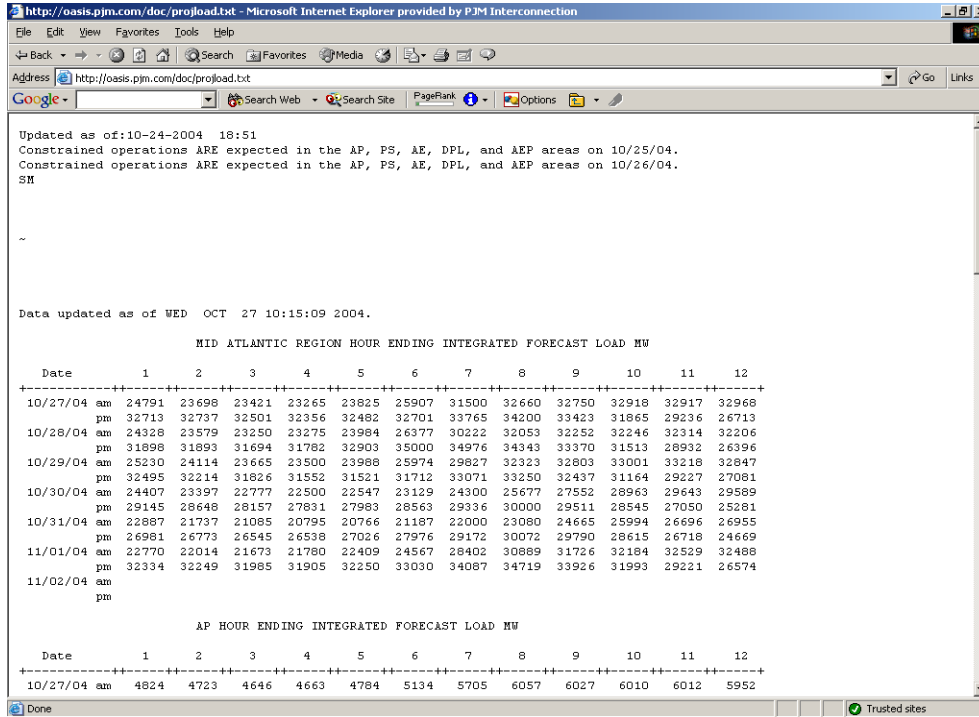 http://oasis.pjm.com/doc/projload.txt - Microsoft Internet Explorer provided by PJM Interconnection
File Edit View Favorites Tools Help
Back Search Favorites Media
Address http://oasis.pjm.com/doc/projload.txt Go Links
Google Search Web Search Site PageRank Options
Updated as of:10-24-2004 18:51
Constrained operations ARE expected in the AP, PS, AE, DPL, and AEP areas on 10/25/04.
Constrained operations ARE expected in the AP, PS, AE, DPL, and AEP areas on 10/26/04.
SM
~
Data updated as of WED OCT 27 10:15:09 2004.
MID ATLANTIC REGION HOUR ENDING INTEGRATED FORECAST LOAD MW
Date 1 2 3 4 5 6 7 8 9 10 11 12
+-----------++-----++-----++-----++-----++-----++-----++-----++-----++-----++-----++-----++-----+
10/27/04 am 24791 23698 23421 23265 23825 25907 31500 32660 32750 32918 32917 32968
pm 32713 32737 32501 32356 32482 32701 33765 34200 33423 31865 29236 26713
10/28/04 am 24328 23579 23250 23275 23984 26377 30222 32053 32252 32246 32314 32206
pm 31898 31893 31694 31782 32903 35000 34976 34343 33370 31513 28932 26396
10/29/04 am 25230 24114 23665 23500 23988 25974 29827 32323 32803 33001 33218 32847
pm 32495 32214 31826 31552 31521 31712 33071 33250 32437 31164 29227 27081
10/30/04 am 24407 23397 22777 22500 22547 23129 24300 25677 27552 28963 29643 29589
pm 29145 28648 28157 27831 27983 28563 29336 30000 29511 28545 27050 25281
10/31/04 am 22887 21737 21085 20795 20766 21187 22000 23080 24665 25994 26696 26955
pm 26981 26773 26545 26538 27026 27976 29172 30072 29790 28615 26718 24669
11/01/04 am 22770 22014 21673 21780 22409 24567 28402 30889 31726 32184 32529 32488
pm 32334 32249 31985 31905 32250 33030 34087 34719 33926 31993 29221 26574
11/02/04 am
pm
AP HOUR ENDING INTEGRATED FORECAST LOAD MW
Date 1 2 3 4 5 6 7 8 9 10 11 12
+-----------++-----++-----++-----++-----++-----++-----++-----++-----++-----++-----++-----++-----+
10/27/04 am 4824 4723 4646 4663 4784 5134 5705 6057 6027 6010 6012 5952
Done Trusted sites